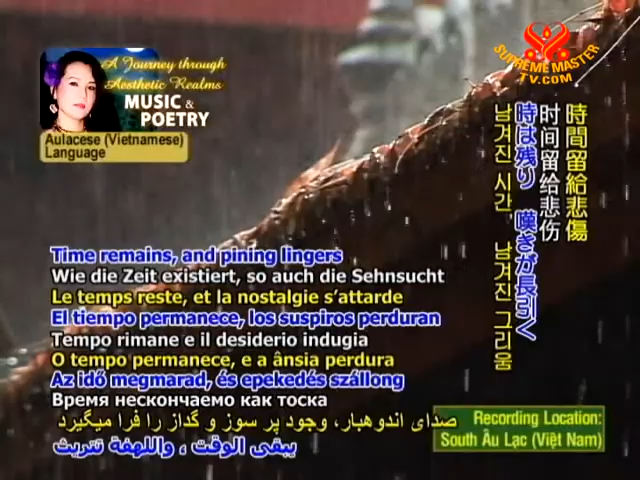 A Journey through
Aesthetic Realms
MUSIC &
POETRY
Aulacese (Vietnamese)
Language
SUPREME MASTER
TV.COM
時間留給悲傷
时间留给悲伤
時は残り 嘆きが長引く
남겨진 시간, 남겨진 그리움
Time remains, and pining lingers
Wie die Zeit existiert, so auch die Sehnsucht
Le temps reste, et la nostalgie s'attarde
El tiempo permanece, los suspiros perduran
Tempo rimane e il desiderio indugia
O tempo permanece, e a ânsia perdura
Az idő megmarad, és epekedés szállong
Время нескончаемо как тоска
صدای اندوهبار، وجود پر سوز و گداز را فرا میگیرد
يبقى الوقت ، واللهفة تتريث
Recording Location:
South Âu Lạc (Việt Nam)